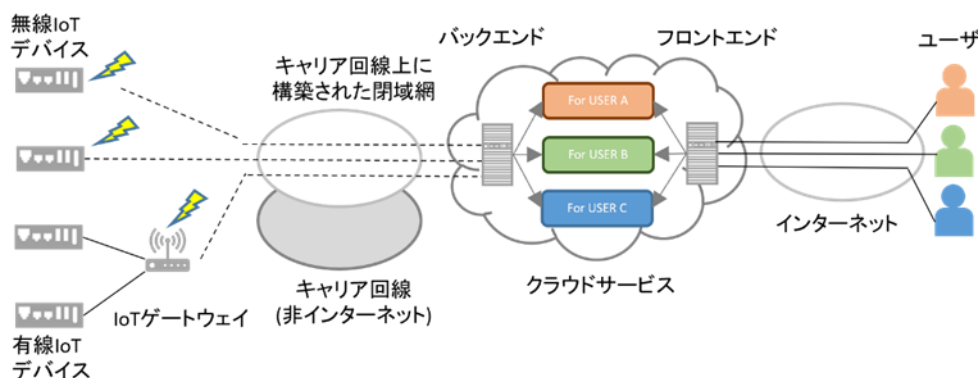 無線IoT
デバイス
キャリア回線上に
構築された閉域網
バックエンド
フロントエンド
ユーザ
For USER A
For USER B
For USER C
インターネット
クラウドサービス
キャリア回線
(非インターネット)
IoTゲートウェイ
有線IoT
デバイス